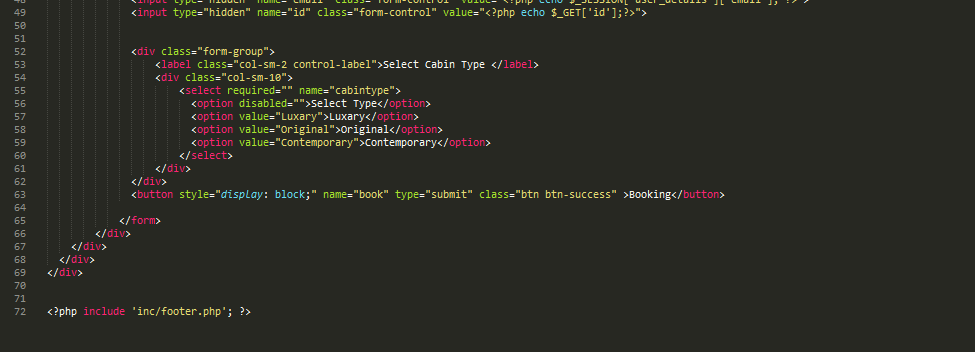 48 <input type="hidden" name="email" class="form-control" value="<?php echo $_SESSION['user_details']['email']; ?>">
49 <input type="hidden" name="id" class="form-control" value="<?php echo $_GET['id'];?>">
50
51
52 <div class="form-group">
53 <label class="col-sm-2 control-label">Select Cabin Type </label>
54 <div class="col-sm-10">
55 <select required="" name="cabintype">
56 <option disabled="">Select Type</option>
57 <option value="Luxary">Luxary</option>
58 <option value="Original">Original</option>
59 <option value="Contemporary">Contemporary</option>
60 </select>
61 </div>
62 </div>
63 <button style="display: block;" name="book" type="submit" class="btn btn-success" >Booking</button>
64
65 </form>
66 </div>
67 </div>
68 </div>
69 </div>
70
71
72 <?php include 'inc/footer.php'; ?>